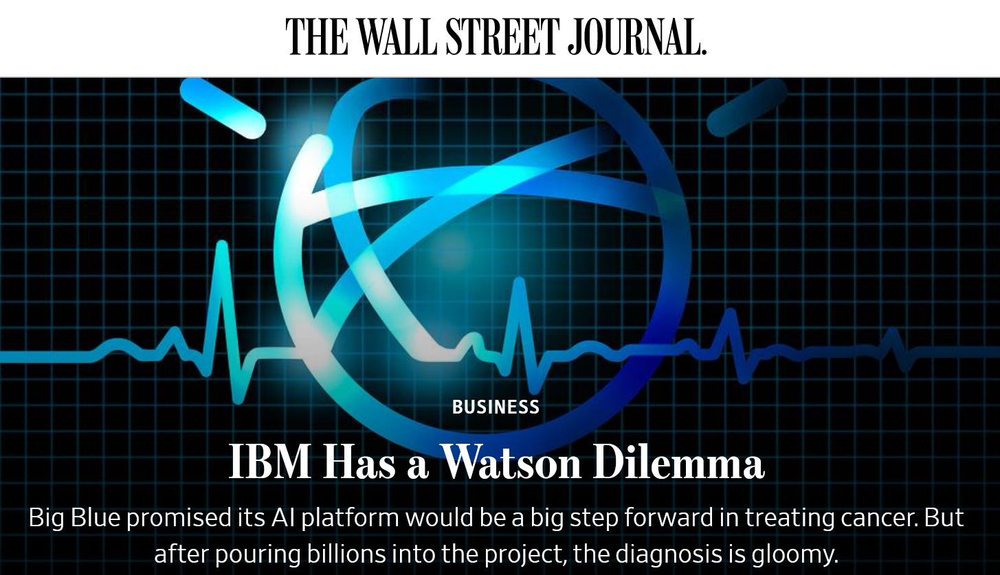 THE WALL STREET JOURNAL.
BUSINESS
IBM Has a Watson Dilemma
Big Blue promised its AI platform would be a big step forward in treating cancer. But
after pouring billions into the project, the diagnosis is gloomy.